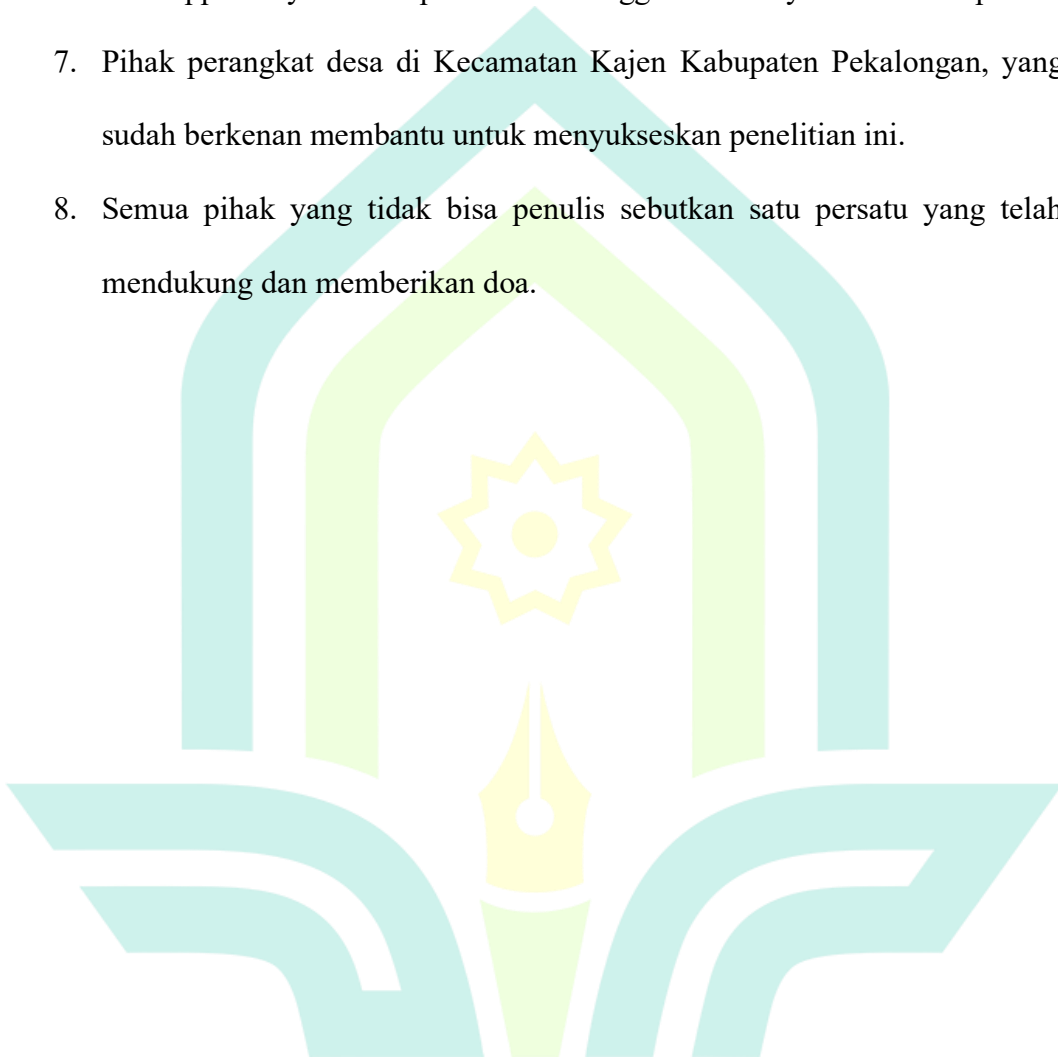 7. Pihak perangkat desa di Kecamatan Kajen Kabupaten Pekalongan, yang
sudah berkenan membantu untuk menyukseskan penelitian ini.
8. Semua pihak yang tidak bisa penulis sebutkan satu persatu yang telah
mendukung dan memberikan doa.